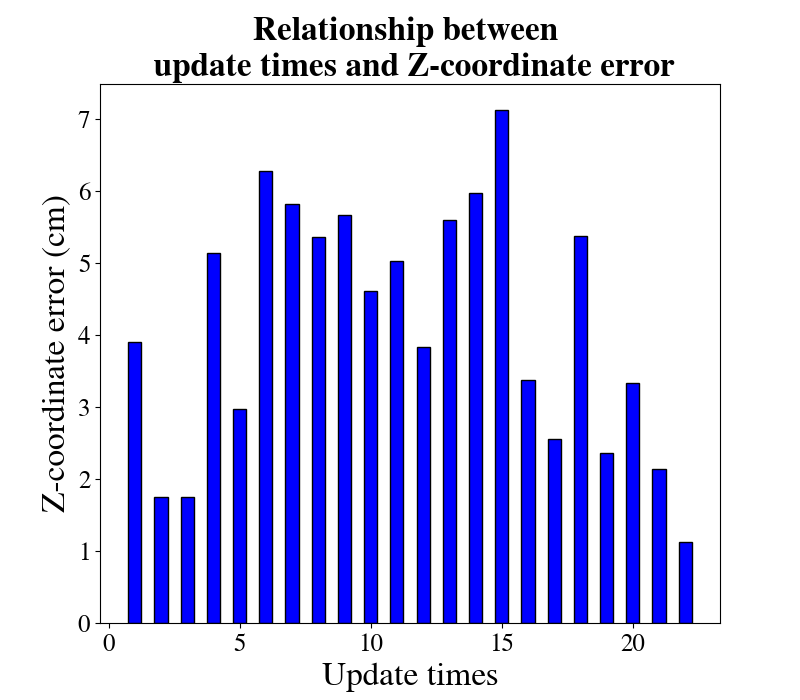 Relationship between
update times and Z-coordinate error
Z-coordinate error (cm)
7
6
5
4
3
2
1
0
0 5 10 15 20
Update times